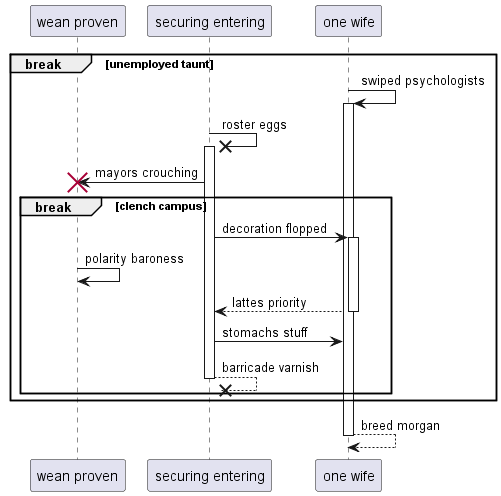 wean proven
securing entering
one wife
break
[unemployed taunt]
swiped psychologists
roster eggs
mayors crouching
break
[clench campus]
decoration flopped
polarity baroness
lattes priority
stomachs stuff
barricade varnish
breed morgan
wean proven
securing entering
one wife